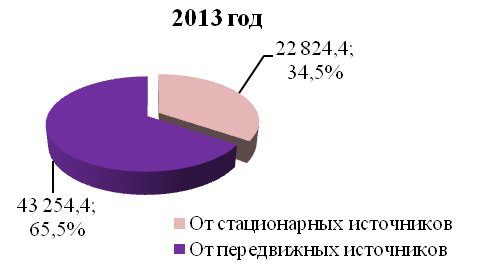 2013 год
22 824,4;
34,5%
43 254,4;
65,5%
От стационарных источников
От передвижных источников